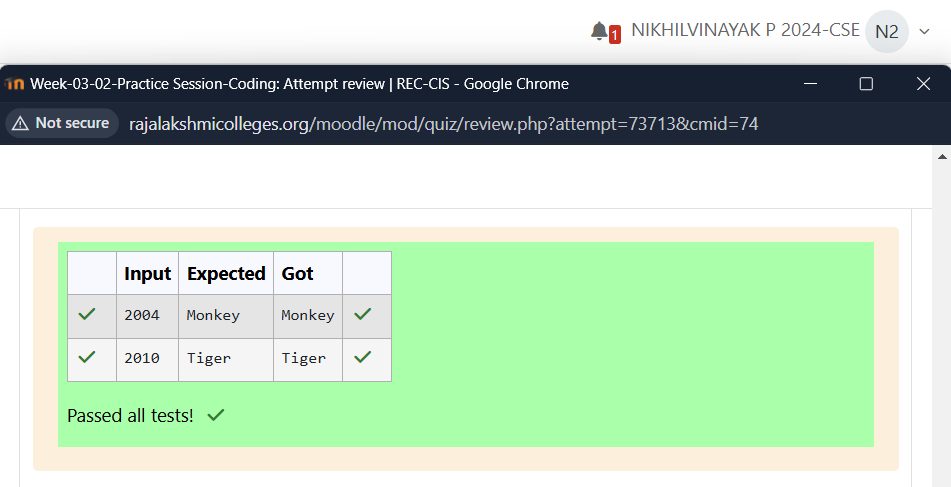 1 NIKHILVINAYAK P 2024-CSE N2
Week-03-02-Practice Session-Coding: Attempt review | REC-CIS - Google Chrome
Not secure rajalakshmicolleges.org/moodle/mod/quiz/review.php?attempt=73713&cmid=74
Input Expected Got
2004 Monkey Monkey
2010 Tiger Tiger
Passed all tests!